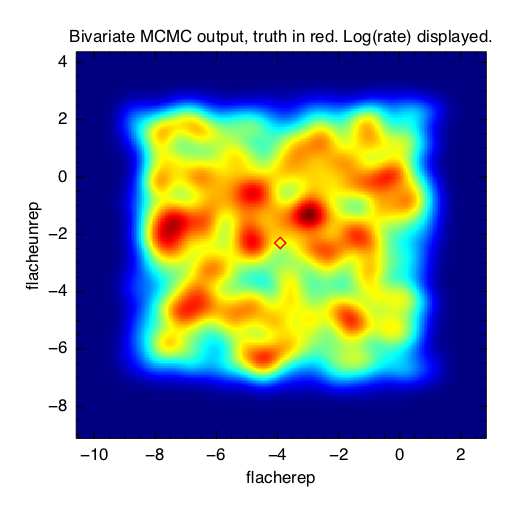 Bivariate MCMC output, truth in red. Log(rate) displayed.
4
2
0
−2
−4
−6
−8
flacheunrep
−10 −8 −6 −4 −2 0 2
flacherep